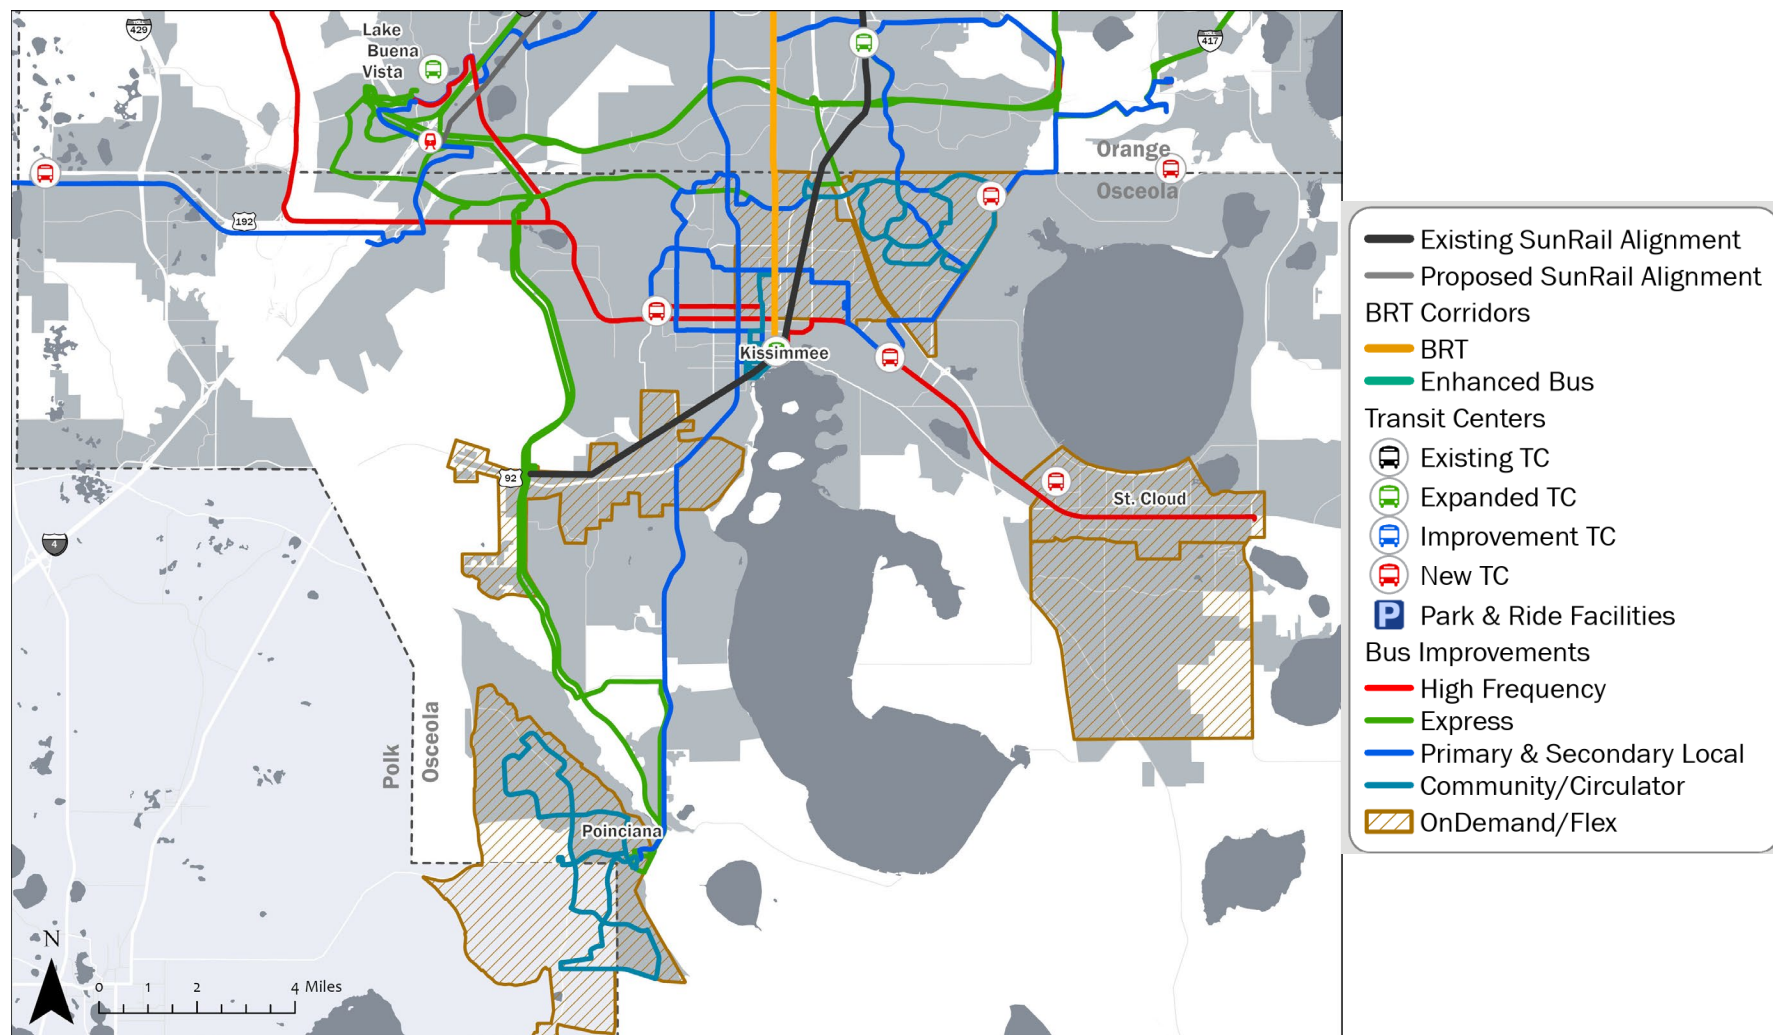 429
Lake
Buena
Vista
417
Orange
Osceola
192
Kissimmee
92
St. Cloud
4
Polk
Osceola
Poinciana
N
0 1 2 4 Miles
Existing SunRail Alignment
Proposed SunRail Alignment
BRT Corridors
BRT
Enhanced Bus
Transit Centers
Existing TC
Expanded TC
Improvement TC
New TC
P Park & Ride Facilities
Bus Improvements
High Frequency
Express
Primary & Secondary Local
Community/Circulator
OnDemand/Flex